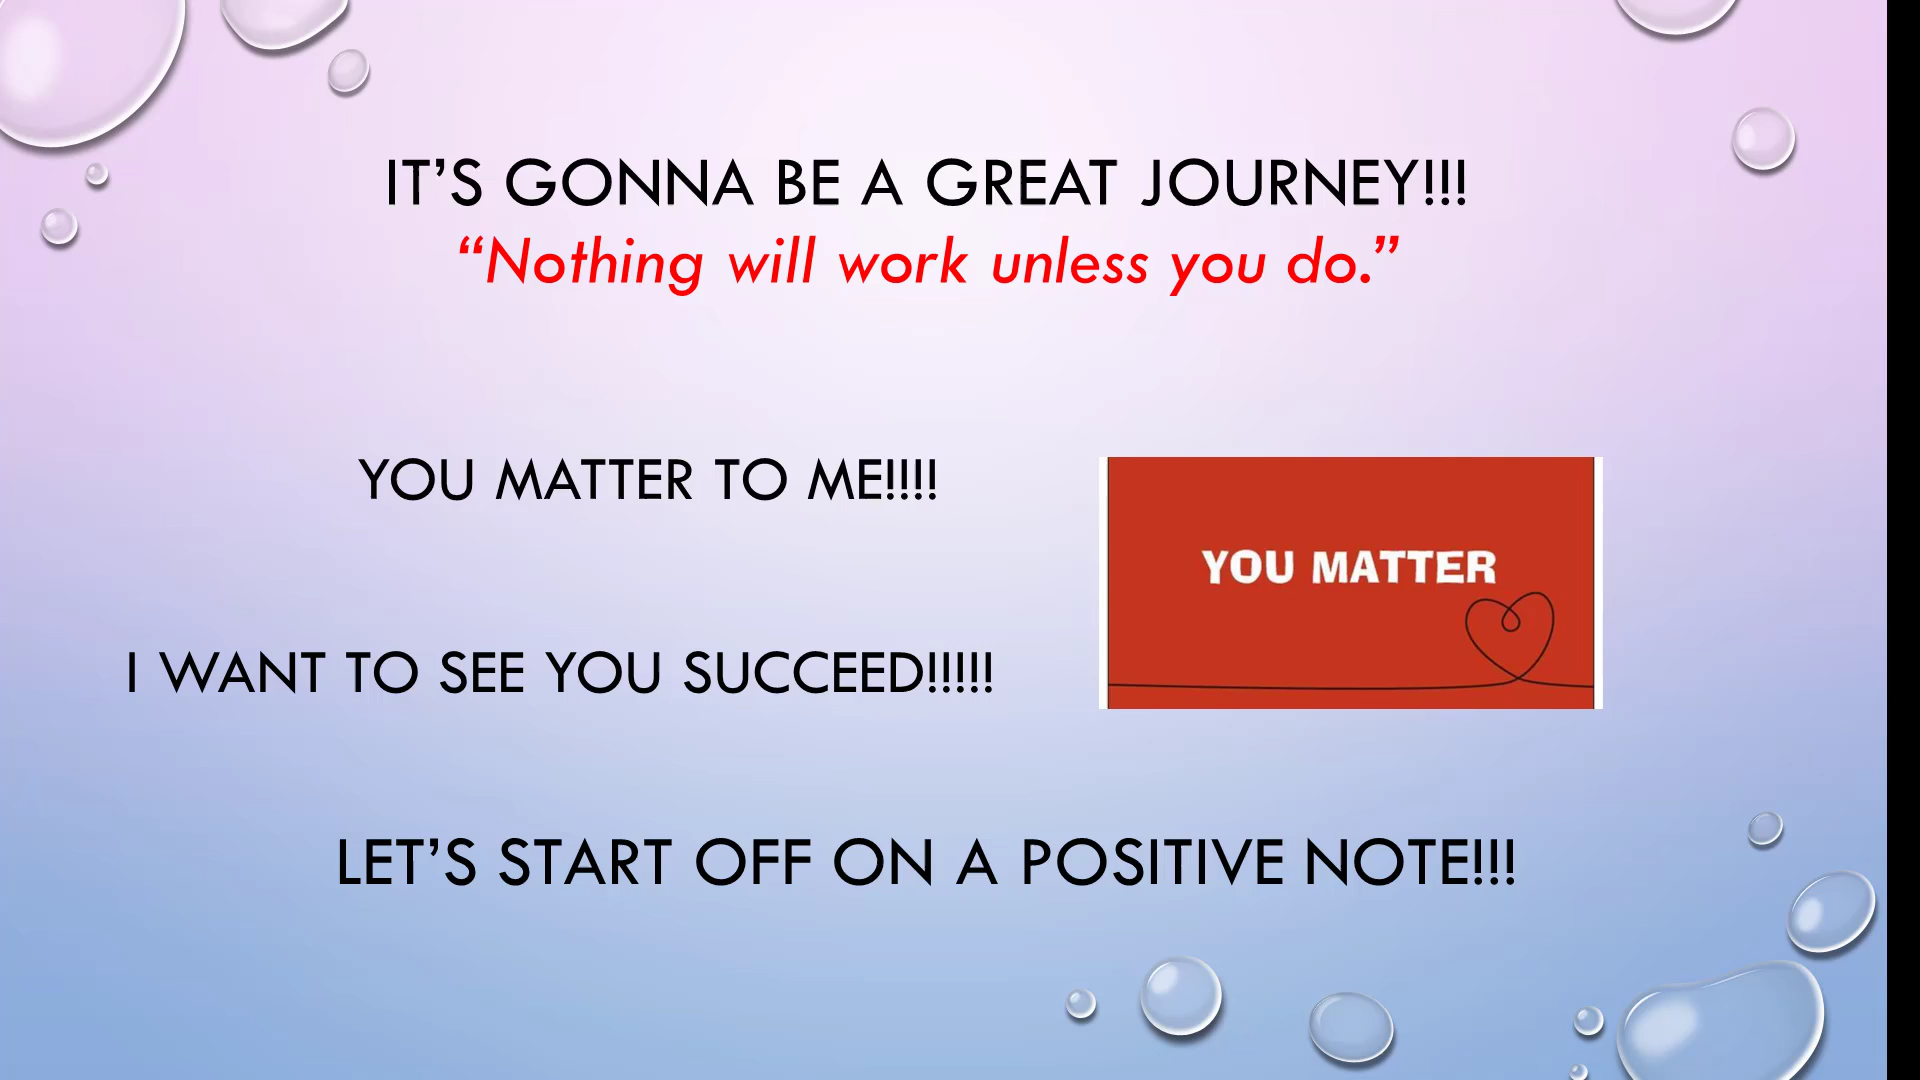 IT’S GONNA BE A GREAT JOURNEY!!!
“Nothing will work unless you do.”
YOU MATTER TO ME!!!!
YOU MATTER
I WANT TO SEE YOU SUCCEED!!!!!
LET’S START OFF ON A POSITIVE NOTE!!!